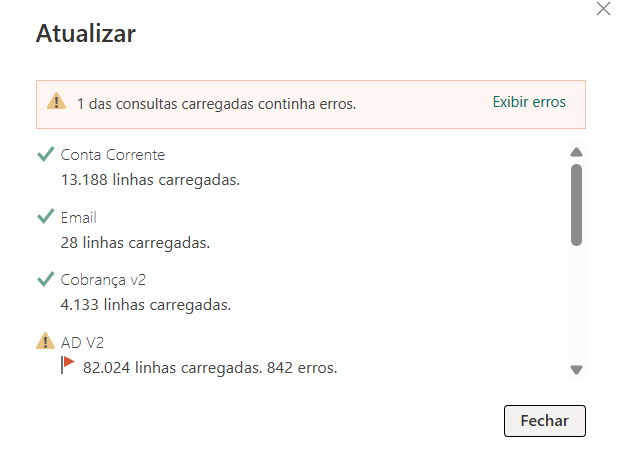 Atualizar
1 das consultas carregadas continha erros. Exibir erros
Conta Corrente
13.188 linhas carregadas.
Email
28 linhas carregadas.
Cobrança v2
4.133 linhas carregadas.
AD V2
82.024 linhas carregadas. 842 erros.
Fechar